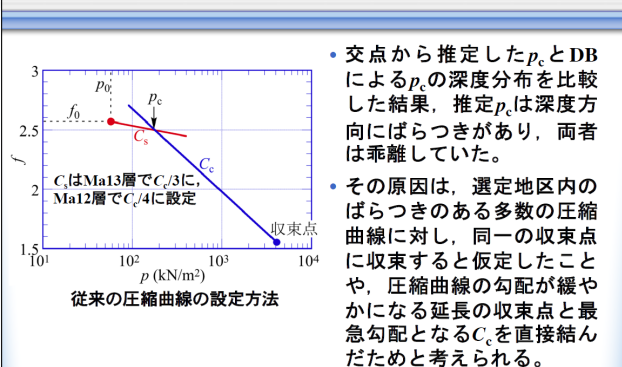 3
2.5
2
1.5
f
p₀
f₀
p_c
C_s
C_c
C_sはMa13層でC_c/3に,
Ma12層でC_c/4に設定
収束点
10¹
10²
10³
10⁴
p (kN/m²)
従来の圧縮曲線の設定方法
• 交点から推定したp_cとDB
によるp_cの深度分布を比較
した結果，推定p_cは深度方
向にばらつきがあり，両者
は乖離していた。
• その原因は，選定地区内の
ばらつきのある多数の圧縮
曲線に対し，同一の収束点
に収束すると仮定したこと
や，圧縮曲線の勾配が緩や
かになる延長の収束点と最
急勾配となるC_cを直接結ん
だためと考えられる。